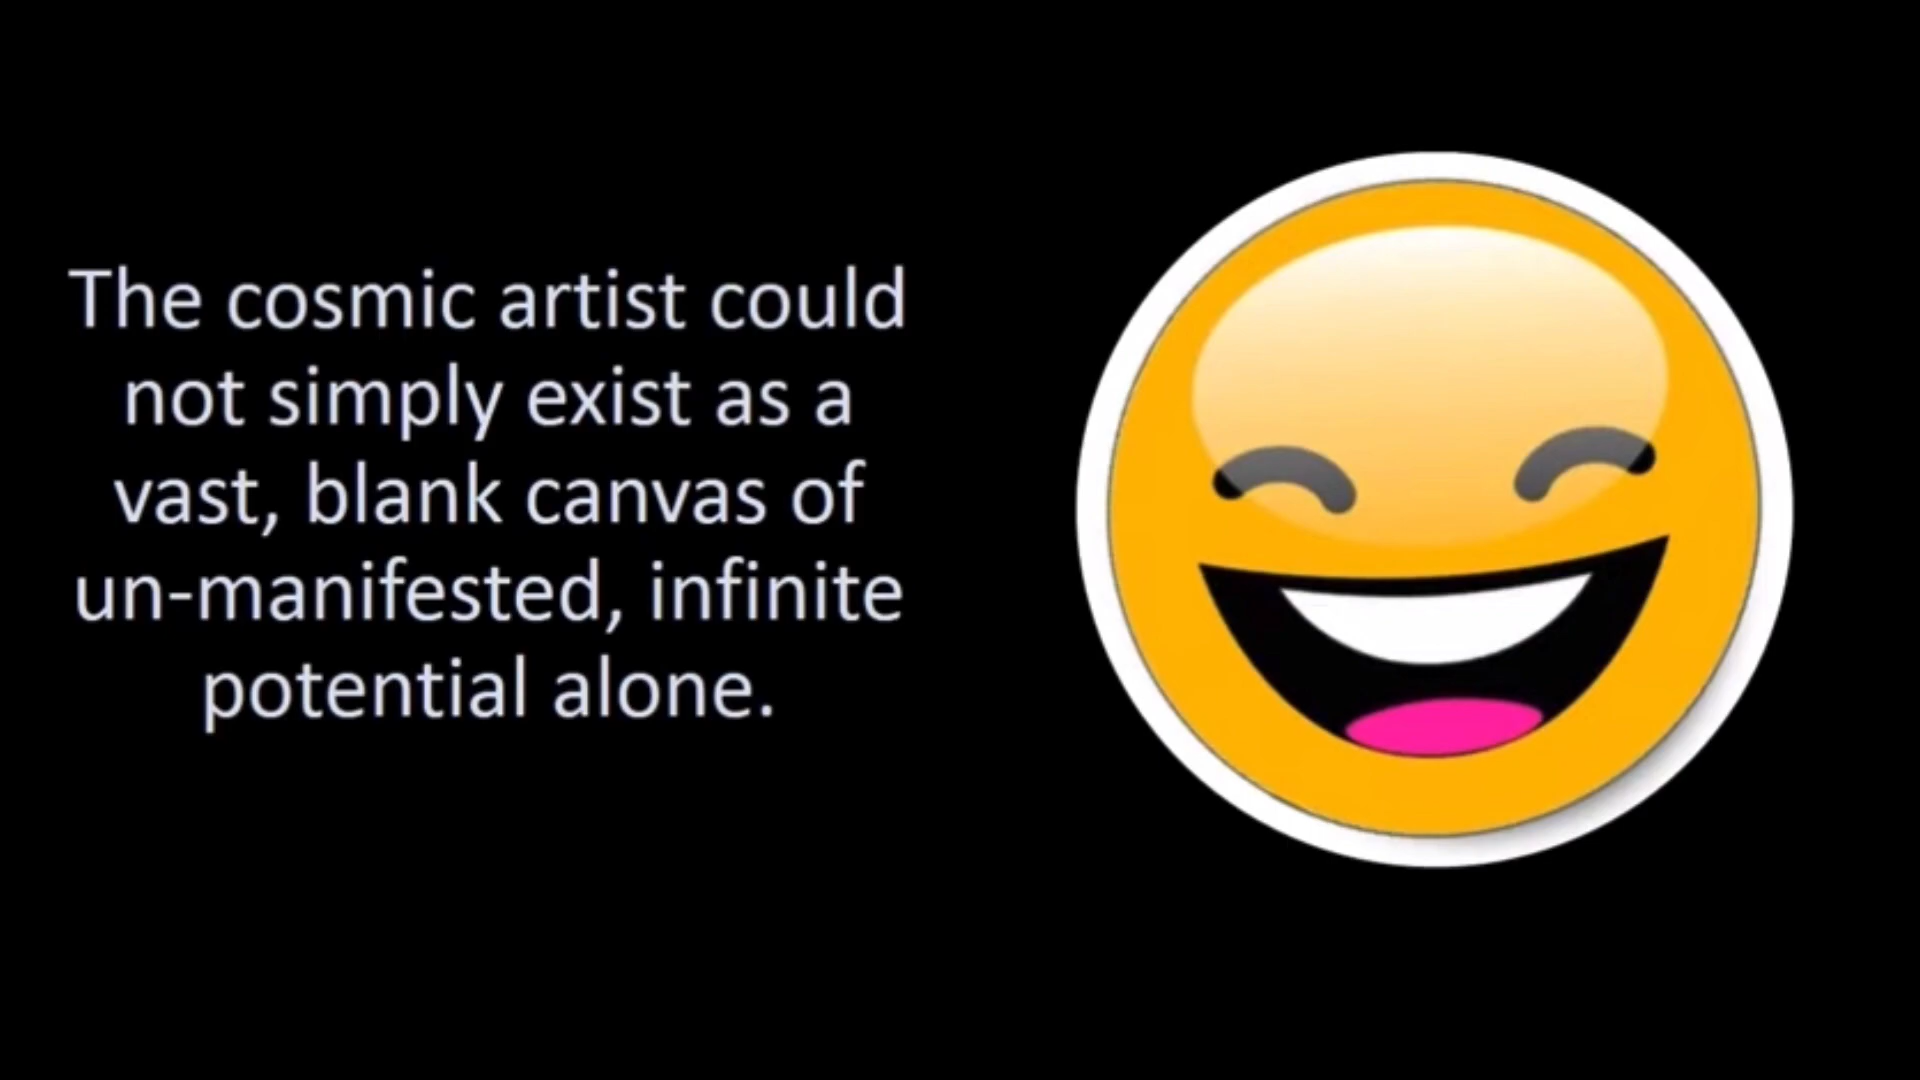 The cosmic artist could
not simply exist as a
vast, blank canvas of
un-manifested, infinite
potential alone.